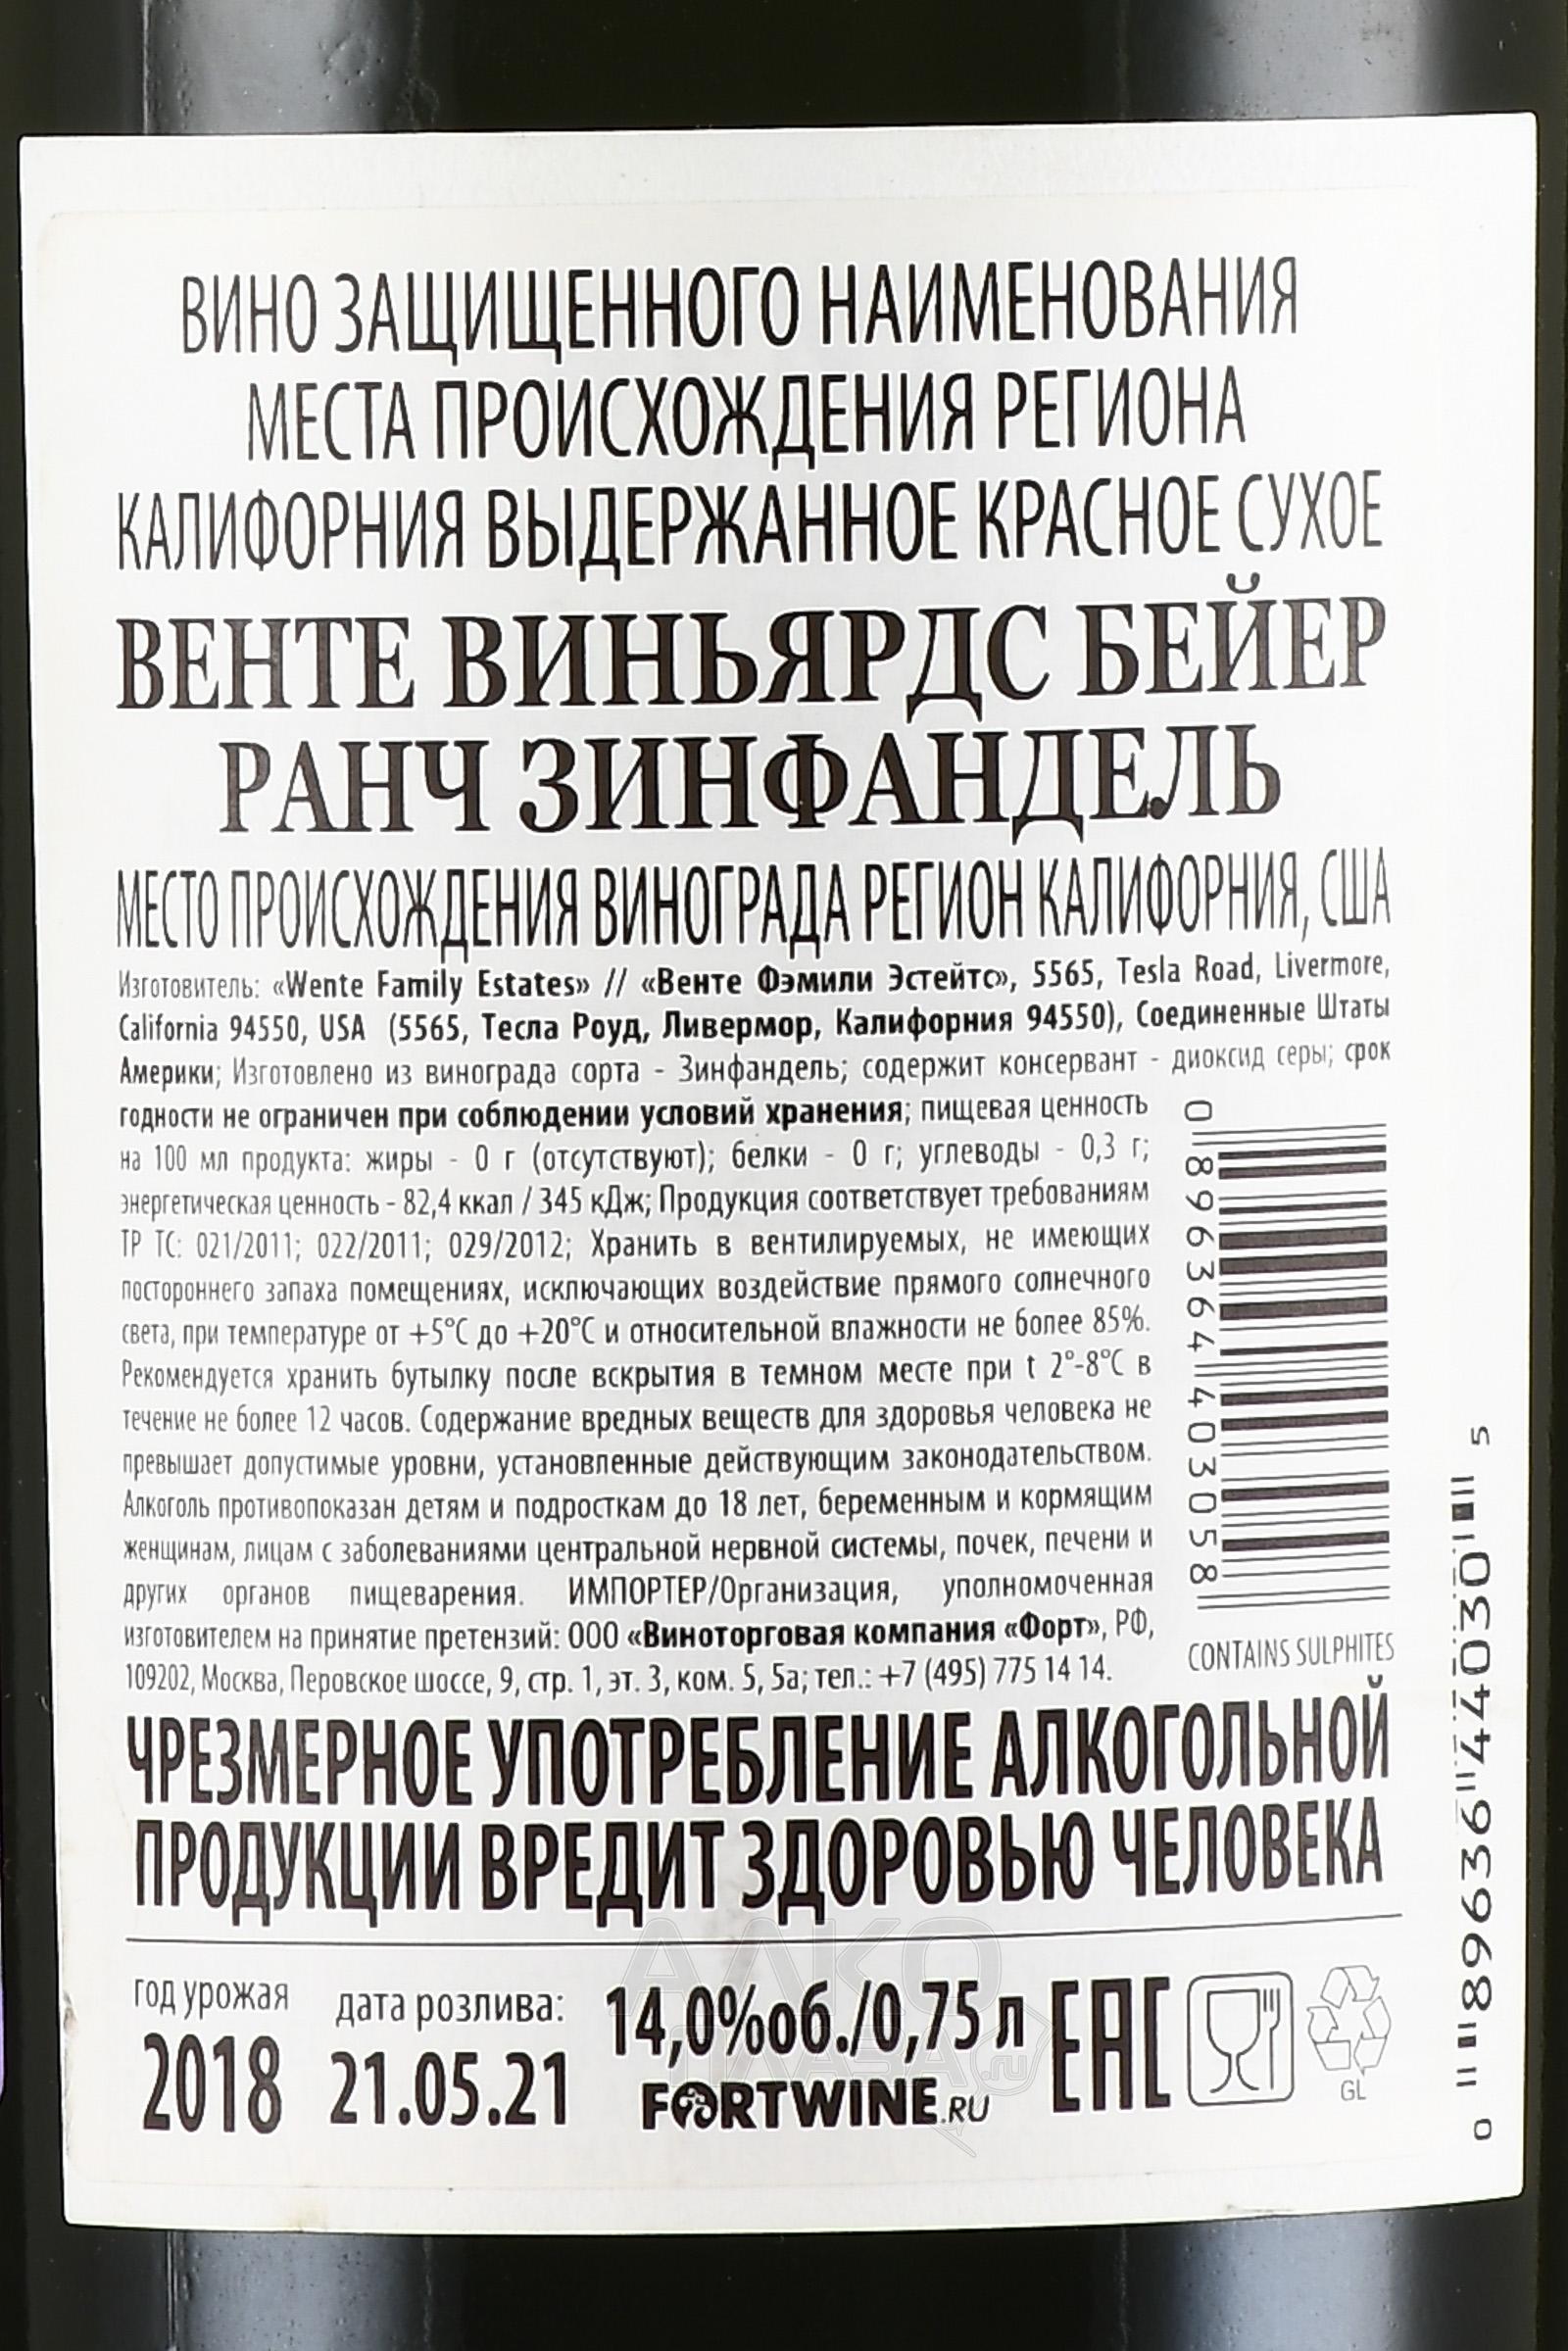 ВИНО ЗАЩИЩЕННОГО НАИМЕНОВАНИЯ
МЕСТА ПРОИСХОЖДЕНИЯ РЕГИОНА
КАЛИФОРНИЯ ВЫДЕРЖАННОЕ КРАСНОЕ СУХОЕ
ВЕНТЕ ВИНЬЯРДС БЕЙЕР
РАНЧ ЗИНФАНДЕЛЬ
МЕСТО ПРОИСХОЖДЕНИЯ ВИНОГРАДА РЕГИОН КАЛИФОРНИЯ, США
Изготовитель: «Wente Family Estates» // «Венте Фэмили Эстейтс», 5565, Tesla Road, Livermore,
California 94550, USA (5565, Тесла Роуд, Ливермор, Калифорния 94550), Соединенные Штаты
Америки; Изготовлено из винограда сорта - Зинфандель; содержит консервант - диоксид серы; срок
годности не ограничен при соблюдении условий хранения; пищевая ценность
на 100 мл продукта: жиры - 0 г (отсутствуют); белки - 0 г; углеводы - 0,3 г;
энергетическая ценность - 82,4 ккал / 345 кДж; Продукция соответствует требованиям
ТР ТС: 021/2011; 022/2011; 029/2012; Хранить в вентилируемых, не имеющих
постороннего запаха помещениях, исключающих воздействие прямого солнечного
света, при температуре от +5°С до +20°С и относительной влажности не более 85%.
Рекомендуется хранить бутылку после вскрытия в темном месте при t 2°-8°С в
течение не более 12 часов. Содержание вредных веществ для здоровья человека не
превышает допустимые уровни, установленные действующим законодательством.
Алкоголь противопоказан детям и подросткам до 18 лет, беременным и кормящим
женщинам, лицам с заболеваниями центральной нервной системы, почек, печени и
других органов пищеварения. ИМПОРТЕР/Организация, уполномоченная
изготовителем на принятие претензий: ООО «Виноторговая компания «Форт», РФ,
109202, Москва, Перовское шоссе, 9, стр. 1, эт. 3, ком. 5, 5а; тел.: +7 (495) 775 14 14.
0 896364 403058
CONTAINS SULPHITES
ЧРЕЗМЕРНОЕ УПОТРЕБЛЕНИЕ АЛКОГОЛЬНОЙ
ПРОДУКЦИИ ВРЕДИТ ЗДОРОВЬЮ ЧЕЛОВЕКА
год урожая
2018
дата розлива:
21.05.21
14,0%об./0,75 л
FORTWINE.RU
ЕАС
GL
0 89636 44030 5
АЛКО
ПЛАЗА.ru